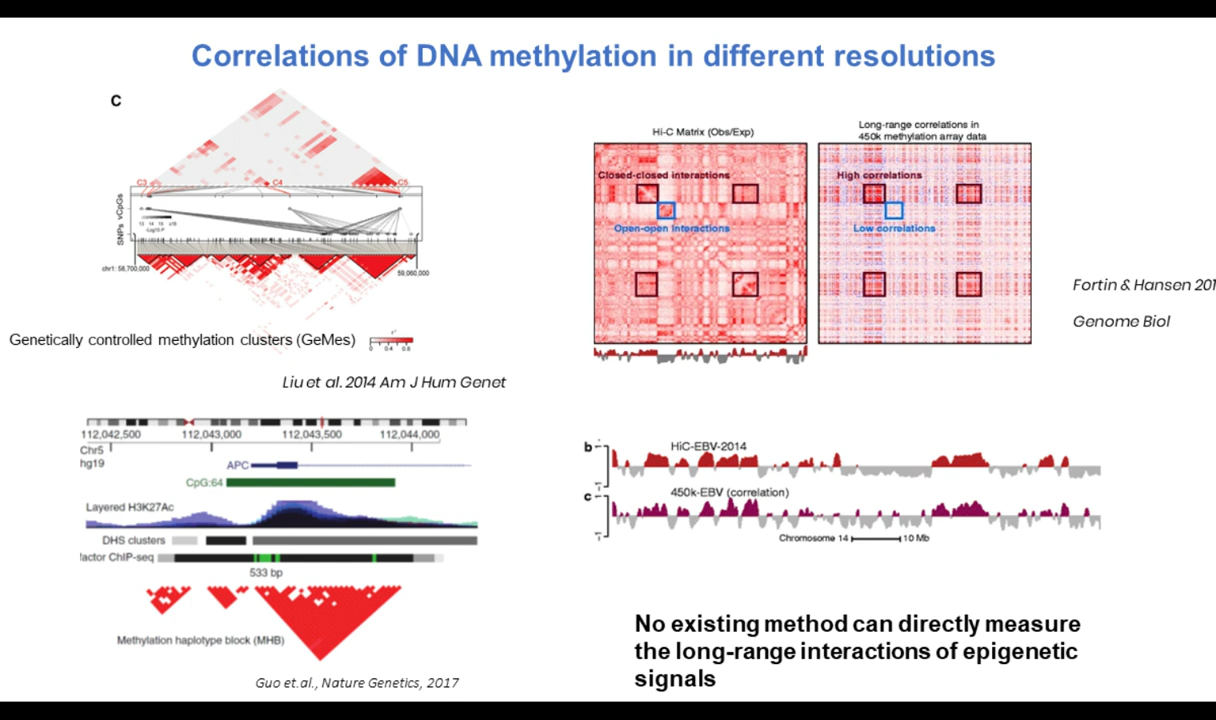 Correlations of DNA methylation in different resolutions
C
C3
C4
C5
SNPs vCpGs
-Log10 P
chr1: 58,700,000
59,060,000
Genetically controlled methylation clusters (GeMes)
r²
0 0.4 0.8
Liu et al. 2014 Am J Hum Genet
Hi-C Matrix (Obs/Exp)
Closed-closed interactions
Open-open interactions
Long-range correlations in
450k methylation array data
High correlations
Low correlations
Fortin & Hansen 201
Genome Biol
112,042,500 112,043,000 112,043,500 112,044,000
Chr5
hg19
APC
CpG:64
Layered H3K27Ac
DHS clusters
factor ChIP-seq
533 bp
Methylation haplotype block (MHB)
Guo et.al., Nature Genetics, 2017
b
HiC-EBV-2014
c
450k-EBV (correlation)
Chromosome 14
10 Mb
No existing method can directly measure
the long-range interactions of epigenetic
signals